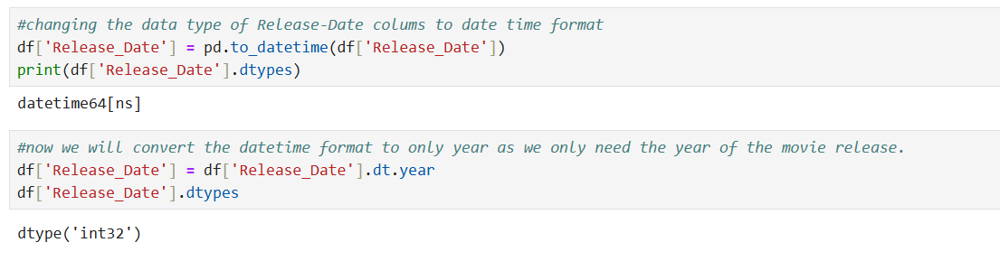 #changing the data type of Release-Date colums to date time format
df['Release_Date'] = pd.to_datetime(df['Release_Date'])
print(df['Release_Date'].dtypes)
datetime64[ns]
#now we will convert the datetime format to only year as we only need the year of the movie release.
df['Release_Date'] = df['Release_Date'].dt.year
df['Release_Date'].dtypes
dtype('int32')